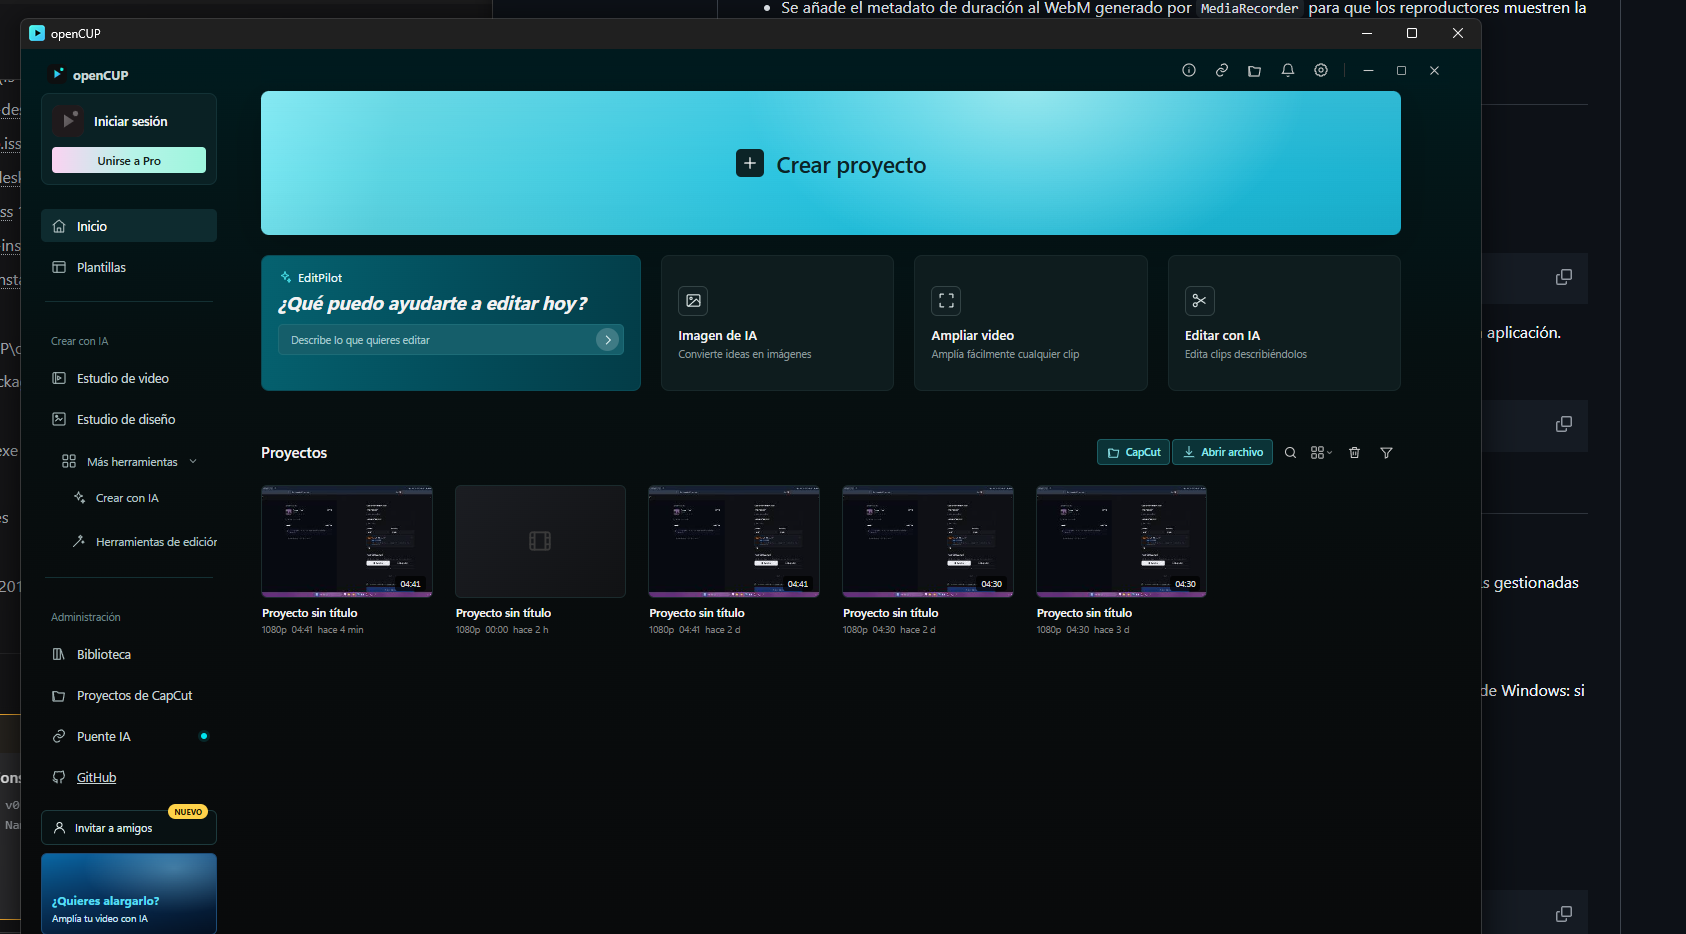 Se añade el metadato de duración al WebM generado por MediaRecorder para que los reproductores muestren la
openCUP
openCUP
Iniciar sesión
Unirse a Pro
Inicio
Plantillas
Crear con IA
Estudio de video
Estudio de diseño
Más herramientas
Crear con IA
Herramientas de edición
Administración
Biblioteca
Proyectos de CapCut
Puente IA
GitHub
NUEVO
Invitar a amigos
¿Quieres alargarlo?
Amplía tu video con IA
Crear proyecto
EditPilot
¿Qué puedo ayudarte a editar hoy?
Describe lo que quieres editar
Imagen de IA
Convierte ideas en imágenes
Ampliar video
Amplía fácilmente cualquier clip
Editar con IA
Edita clips describiéndolos
Proyectos
CapCut
Abrir archivo
04:41
Proyecto sin título
1080p 04:41 hace 4 min
Proyecto sin título
1080p 00:00 hace 2 h
04:41
Proyecto sin título
1080p 04:41 hace 2 d
04:30
Proyecto sin título
1080p 04:30 hace 2 d
04:30
Proyecto sin título
1080p 04:30 hace 3 d
aplicación.
gestionadas
de Windows: si